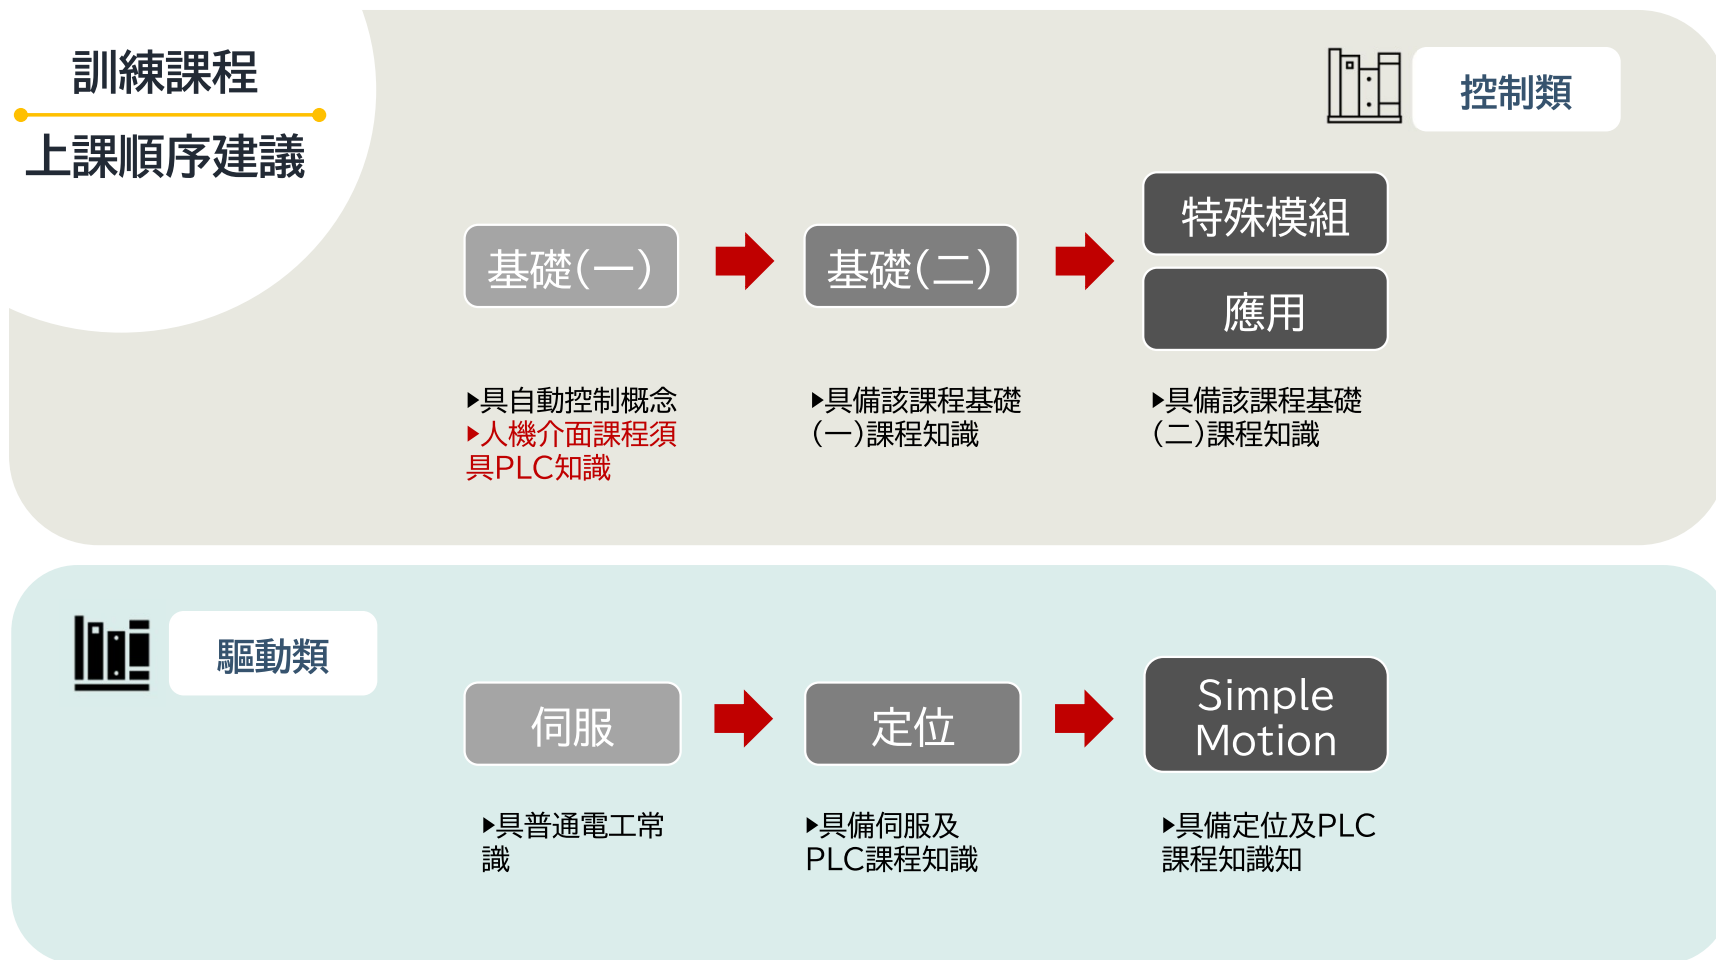 訓練課程
上課順序建議
控制類
基礎(一)
基礎(二)
特殊模組
應用
▶具自動控制概念
▶人機介面課程須
具PLC知識
▶具備該課程基礎
(一)課程知識
▶具備該課程基礎
(二)課程知識
驅動類
伺服
定位
Simple
Motion
▶具普通電工常
識
▶具備伺服及
PLC課程知識
▶具備定位及PLC
課程知識知